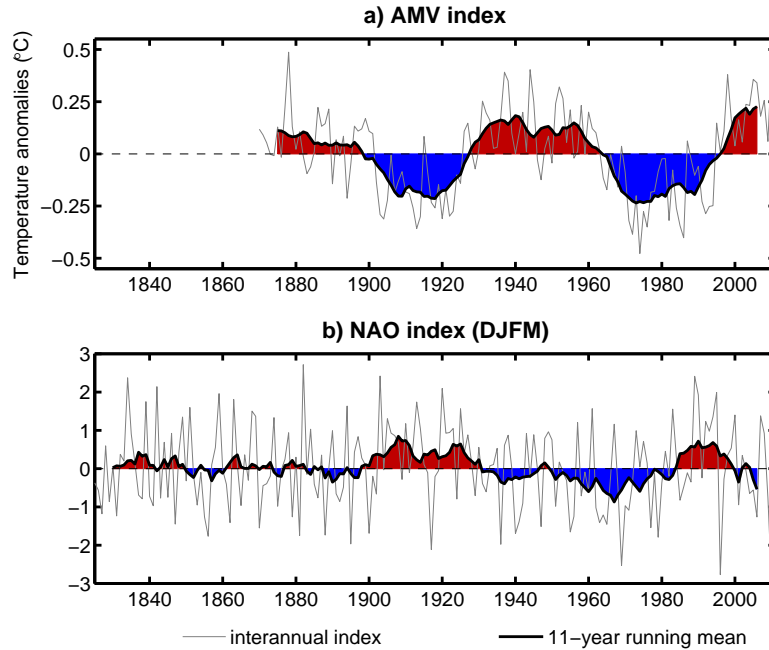 a) AMV index
Temperature anomalies (ºC)
0.5
0.25
0
−0.25
−0.5
1840 1860 1880 1900 1920 1940 1960 1980 2000
b) NAO index (DJFM)
3
2
1
0
−1
−2
−3
1840 1860 1880 1900 1920 1940 1960 1980 2000
interannual index 11−year running mean